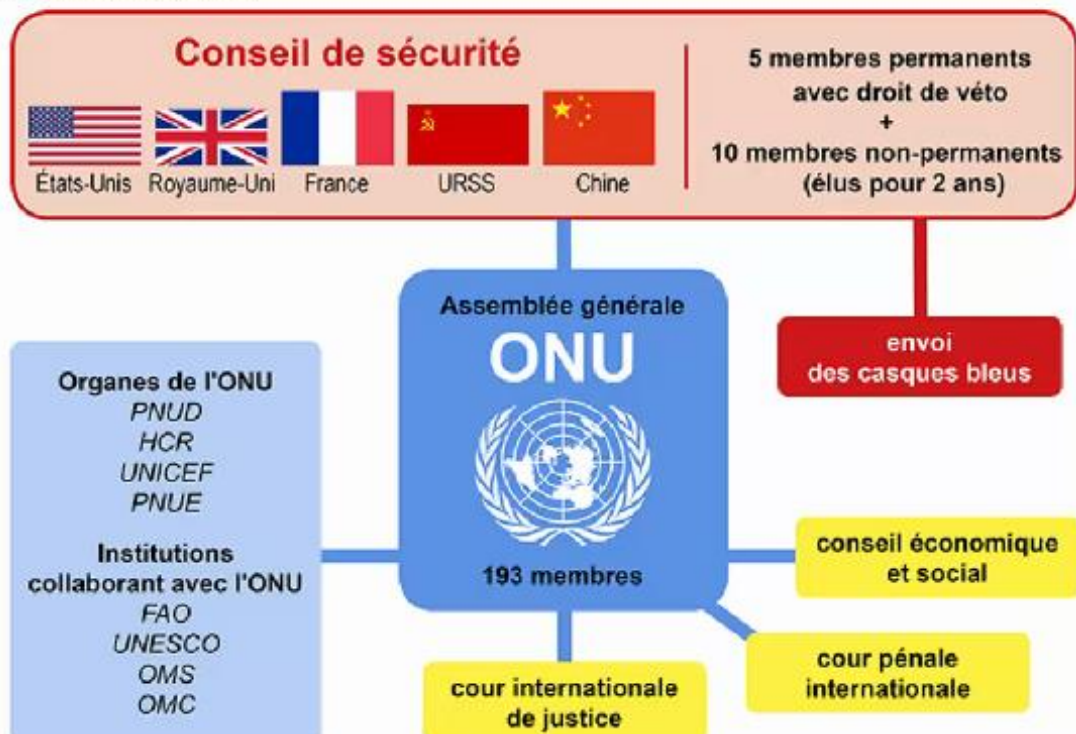 Conseil de sécurité
États-Unis
Royaume-Uni
France
URSS
Chine
5 membres permanents
avec droit de véto
+
10 membres non-permanents
(élus pour 2 ans)
Assemblée générale
ONU
193 membres
envoi
des casques bleus
Organes de l'ONU
PNUD
HCR
UNICEF
PNUE
Institutions
collaborant avec l'ONU
FAO
UNESCO
OMS
OMC
conseil économique
et social
cour pénale
internationale
cour internationale
de justice